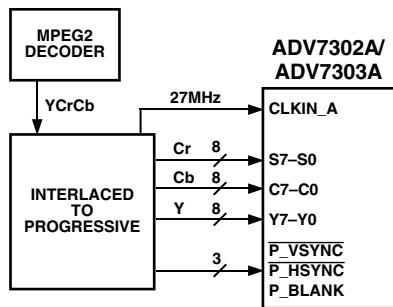 MPEG2
DECODER
YCrCb
INTERLACED
TO
PROGRESSIVE
27MHz
Cr 8
Cb 8
Y 8
3
ADV7302A/
ADV7303A
CLKIN_A
S7–S0
C7–C0
Y7–Y0
P_VSYNC
P_HSYNC
P_BLANK